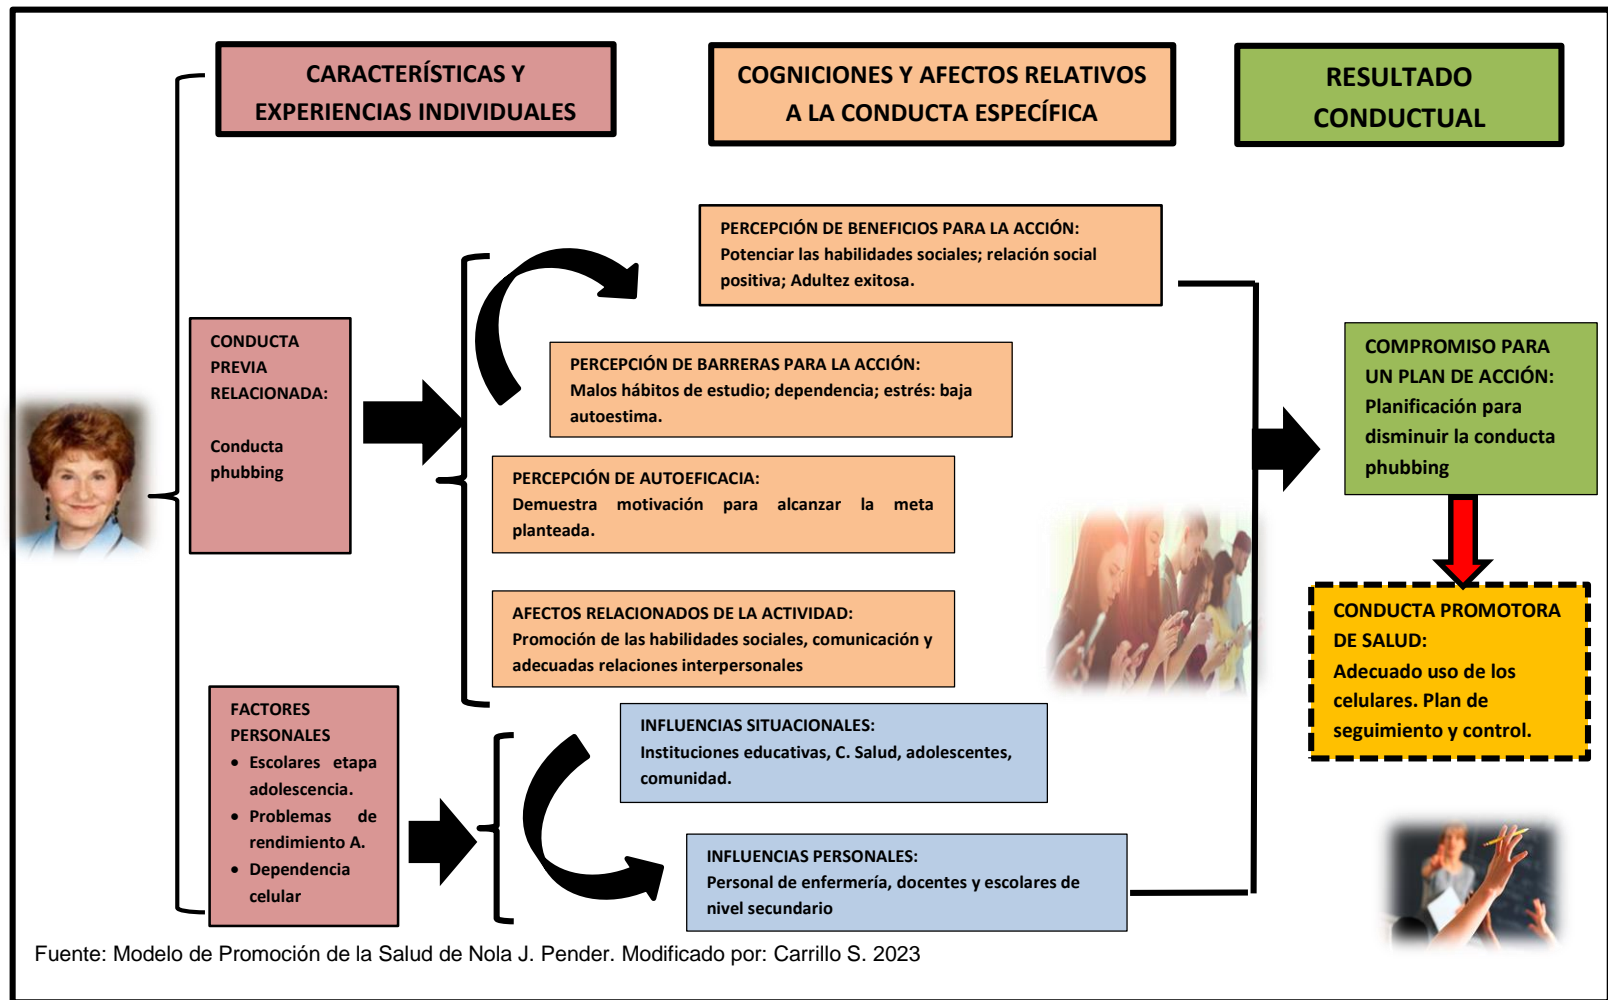 CARACTERÍSTICAS Y
EXPERIENCIAS INDIVIDUALES
COGNICIONES Y AFECTOS RELATIVOS
A LA CONDUCTA ESPECÍFICA
RESULTADO
CONDUCTUAL
CONDUCTA
PREVIA
RELACIONADA:
Conducta
phubbing
FACTORES
PERSONALES
• Escolares etapa
adolescencia.
• Problemas de
rendimiento A.
• Dependencia
celular
PERCEPCIÓN DE BENEFICIOS PARA LA ACCIÓN:
Potenciar las habilidades sociales; relación social
positiva; Adultez exitosa.
PERCEPCIÓN DE BARRERAS PARA LA ACCIÓN:
Malos hábitos de estudio; dependencia; estrés: baja
autoestima.
PERCEPCIÓN DE AUTOEFICACIA:
Demuestra motivación para alcanzar la meta
planteada.
AFECTOS RELACIONADOS DE LA ACTIVIDAD:
Promoción de las habilidades sociales, comunicación y
adecuadas relaciones interpersonales
INFLUENCIAS SITUACIONALES:
Instituciones educativas, C. Salud, adolescentes,
comunidad.
INFLUENCIAS PERSONALES:
Personal de enfermería, docentes y escolares de
nivel secundario
COMPROMISO PARA
UN PLAN DE ACCIÓN:
Planificación para
disminuir la conducta
phubbing
CONDUCTA PROMOTORA
DE SALUD:
Adecuado uso de los
celulares. Plan de
seguimiento y control.
Fuente: Modelo de Promoción de la Salud de Nola J. Pender. Modificado por: Carrillo S. 2023